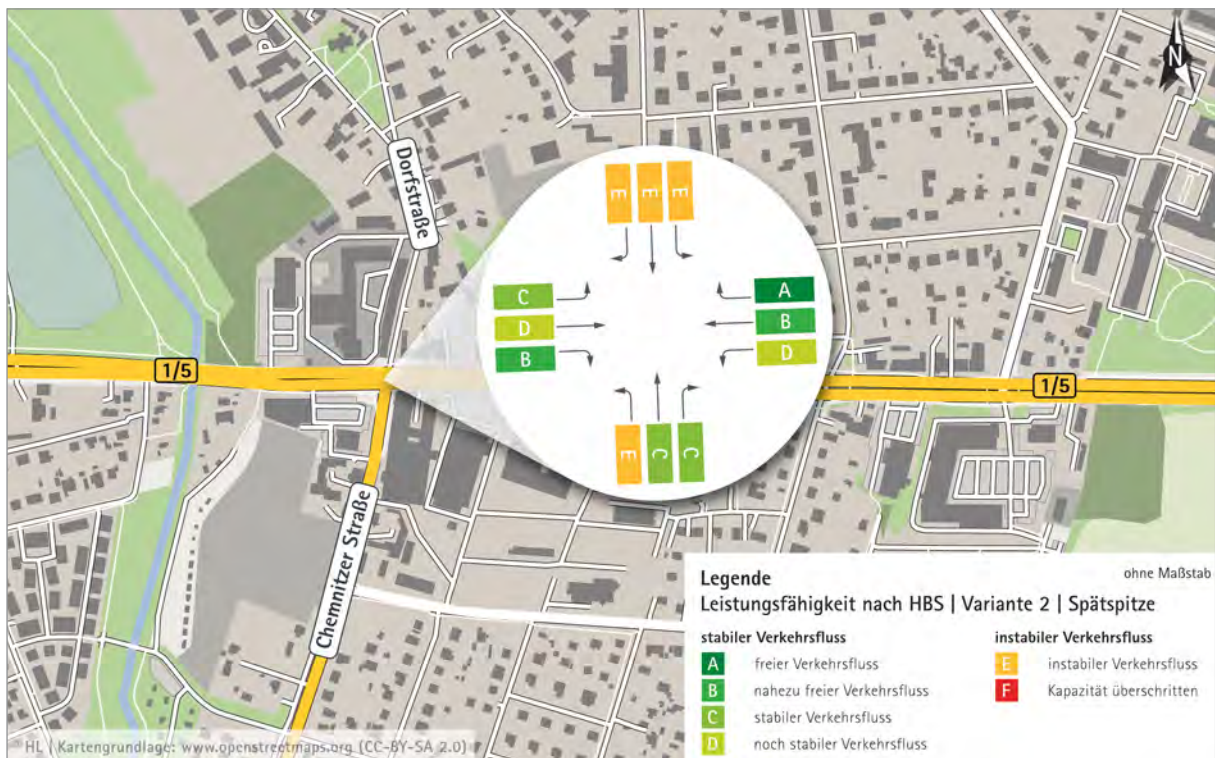 N
Dorfstraße
E E E
C
D
B
A
B
D
E C C
1/5
1/5
Chemnitzer Straße
Legende
ohne Maßstab
Leistungsfähigkeit nach HBS | Variante 2 | Spätspitze
stabiler Verkehrsfluss
A freier Verkehrsfluss
B nahezu freier Verkehrsfluss
C stabiler Verkehrsfluss
D noch stabiler Verkehrsfluss
instabiler Verkehrsfluss
E instabiler Verkehrsfluss
F Kapazität überschritten
HL | Kartengrundlage: www.openstreetmaps.org (CC-BY-SA 2.0)